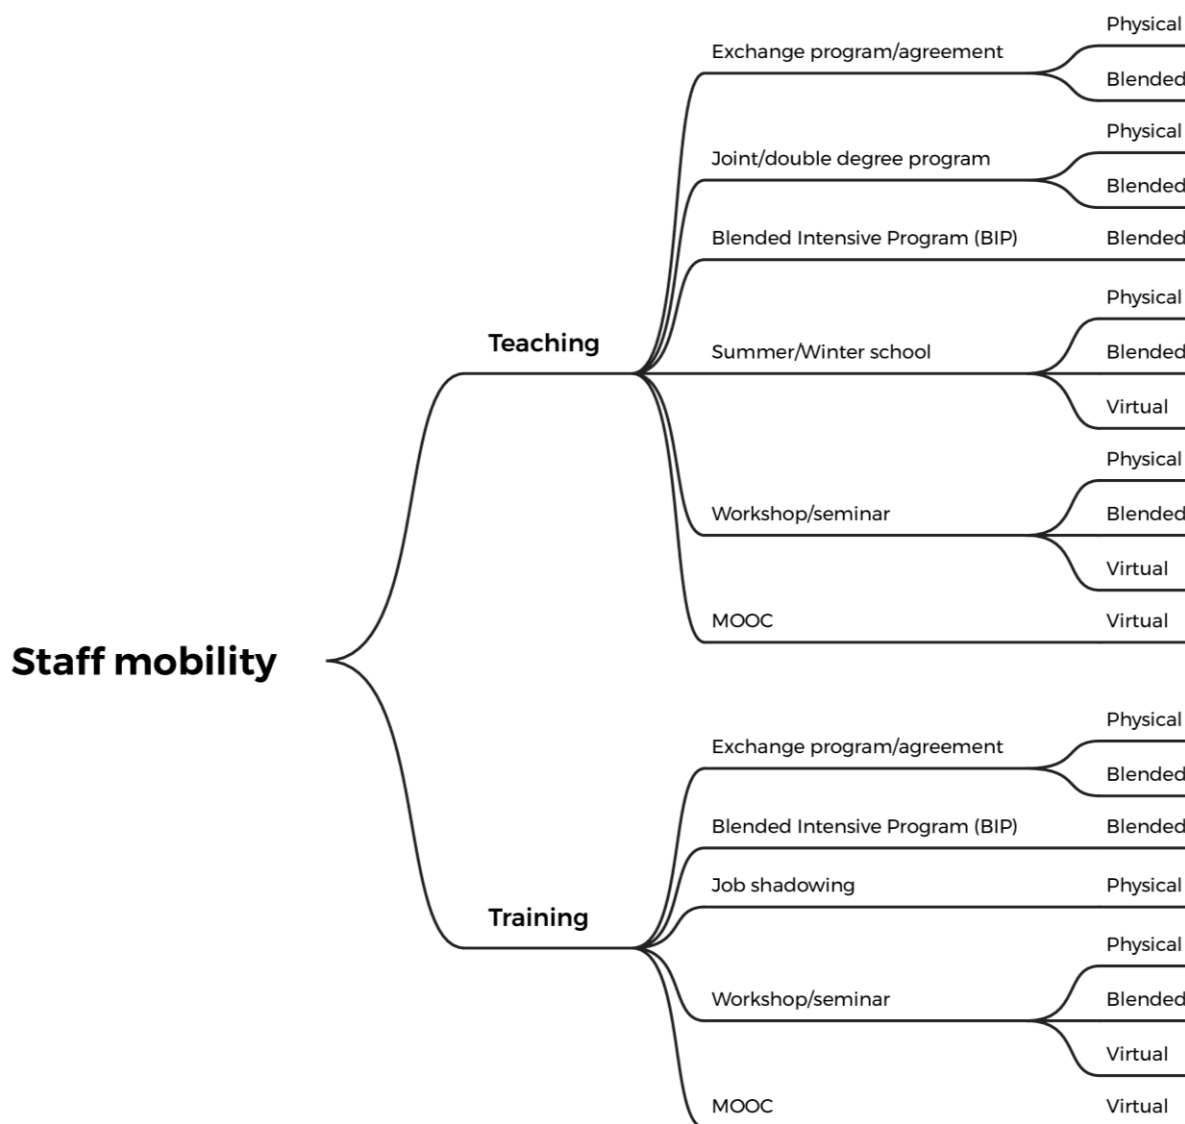 Staff mobility
Teaching
Exchange program/agreement
Physical
Blended
Joint/double degree program
Physical
Blended
Blended Intensive Program (BIP)
Blended
Summer/Winter school
Physical
Blended
Virtual
Workshop/seminar
Physical
Blended
Virtual
MOOC
Virtual
Training
Exchange program/agreement
Physical
Blended
Blended Intensive Program (BIP)
Blended
Job shadowing
Physical
Workshop/seminar
Physical
Blended
Virtual
MOOC
Virtual